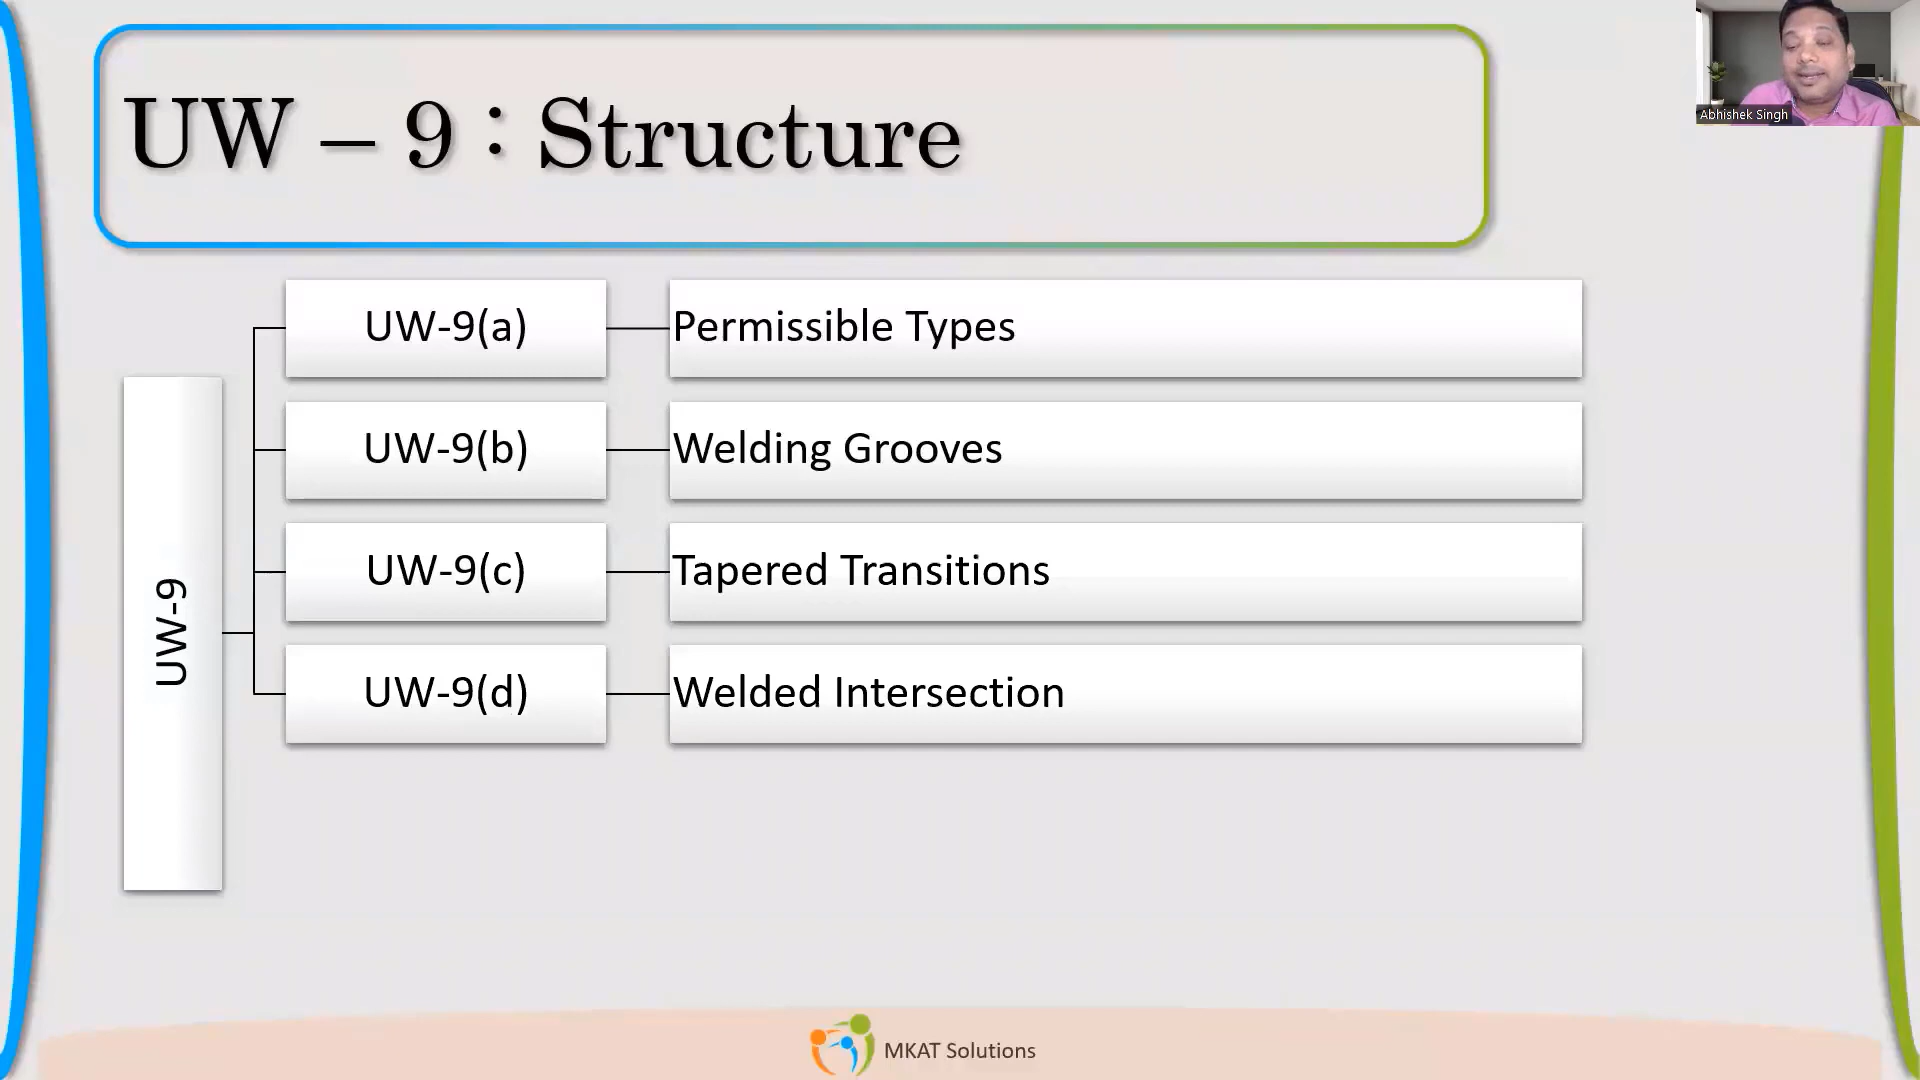 UW – 9 : Structure
Abhishek Singh
UW-9
UW-9(a)
Permissible Types
UW-9(b)
Welding Grooves
UW-9(c)
Tapered Transitions
UW-9(d)
Welded Intersection
MKAT Solutions